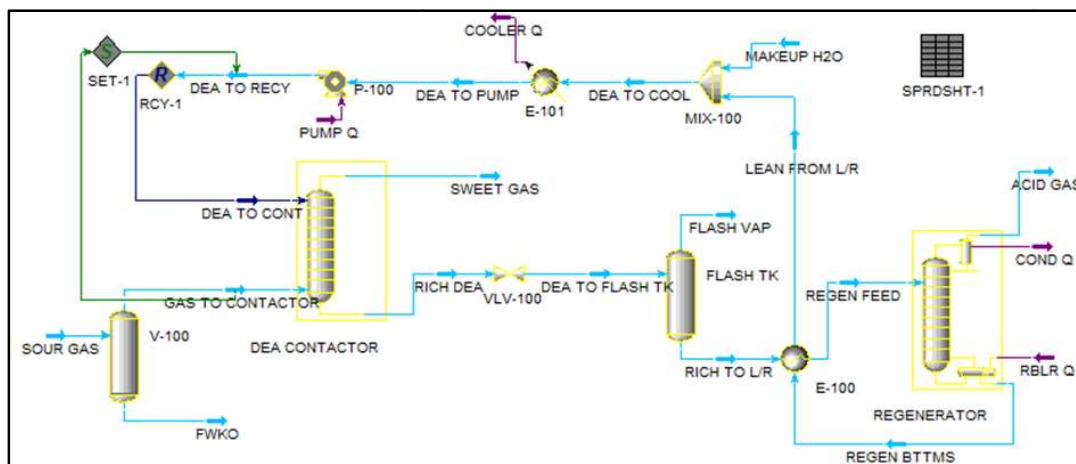 COOLER Q
MAKEUP H2O
S
SET-1
R
RCY-1
DEA TO RECY
P-100
PUMP Q
DEA TO PUMP
E-101
DEA TO COOL
MIX-100
SPRDSHT-1
LEAN FROM L/R
ACID GAS
SWEET GAS
DEA TO CONT
FLASH VAP
COND Q
FLASH TK
RICH DEA
VLV-100
DEA TO FLASH TK
REGEN FEED
GAS TO CONTACTOR
V-100
SOUR GAS
DEA CONTACTOR
RICH TO L/R
E-100
RBLR Q
REGENERATOR
FWKO
REGEN BTTMS